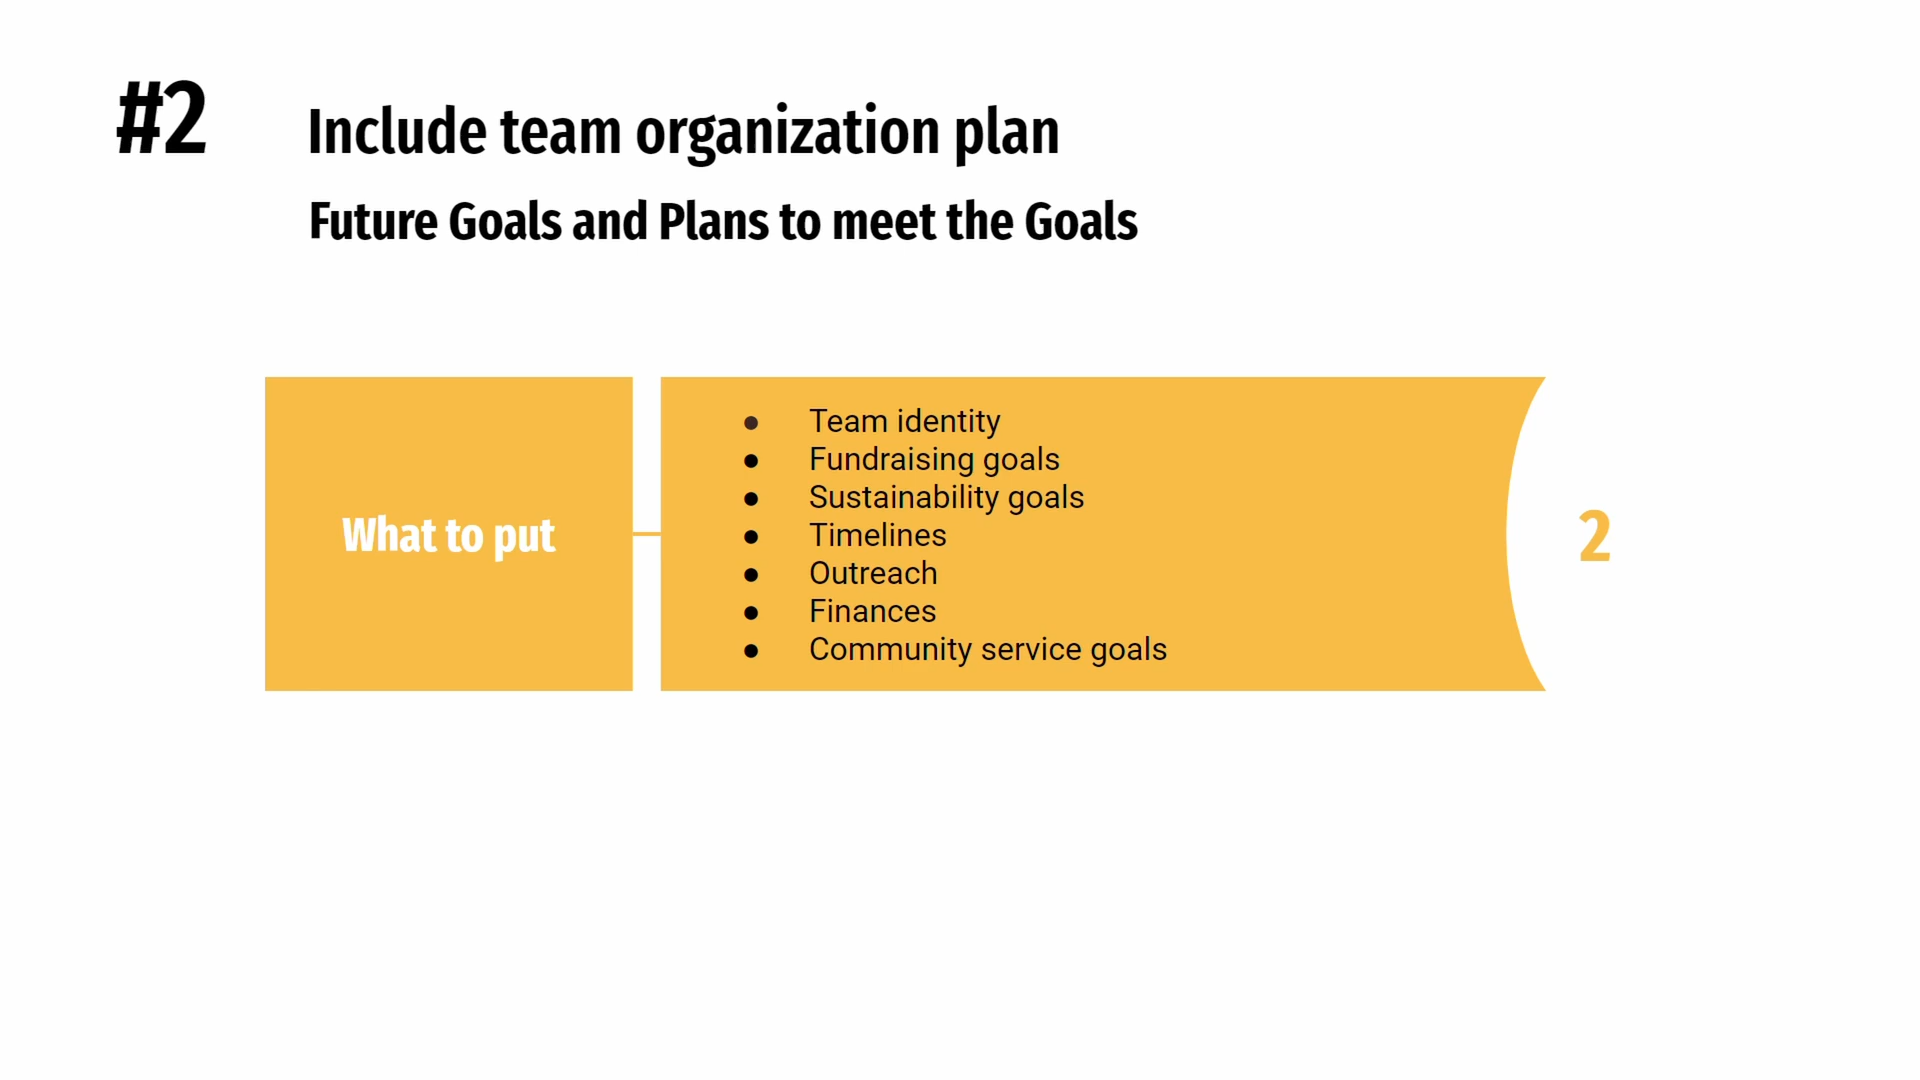 #2
Include team organization plan
Future Goals and Plans to meet the Goals
What to put
● Team identity
● Fundraising goals
● Sustainability goals
● Timelines
● Outreach
● Finances
● Community service goals
2